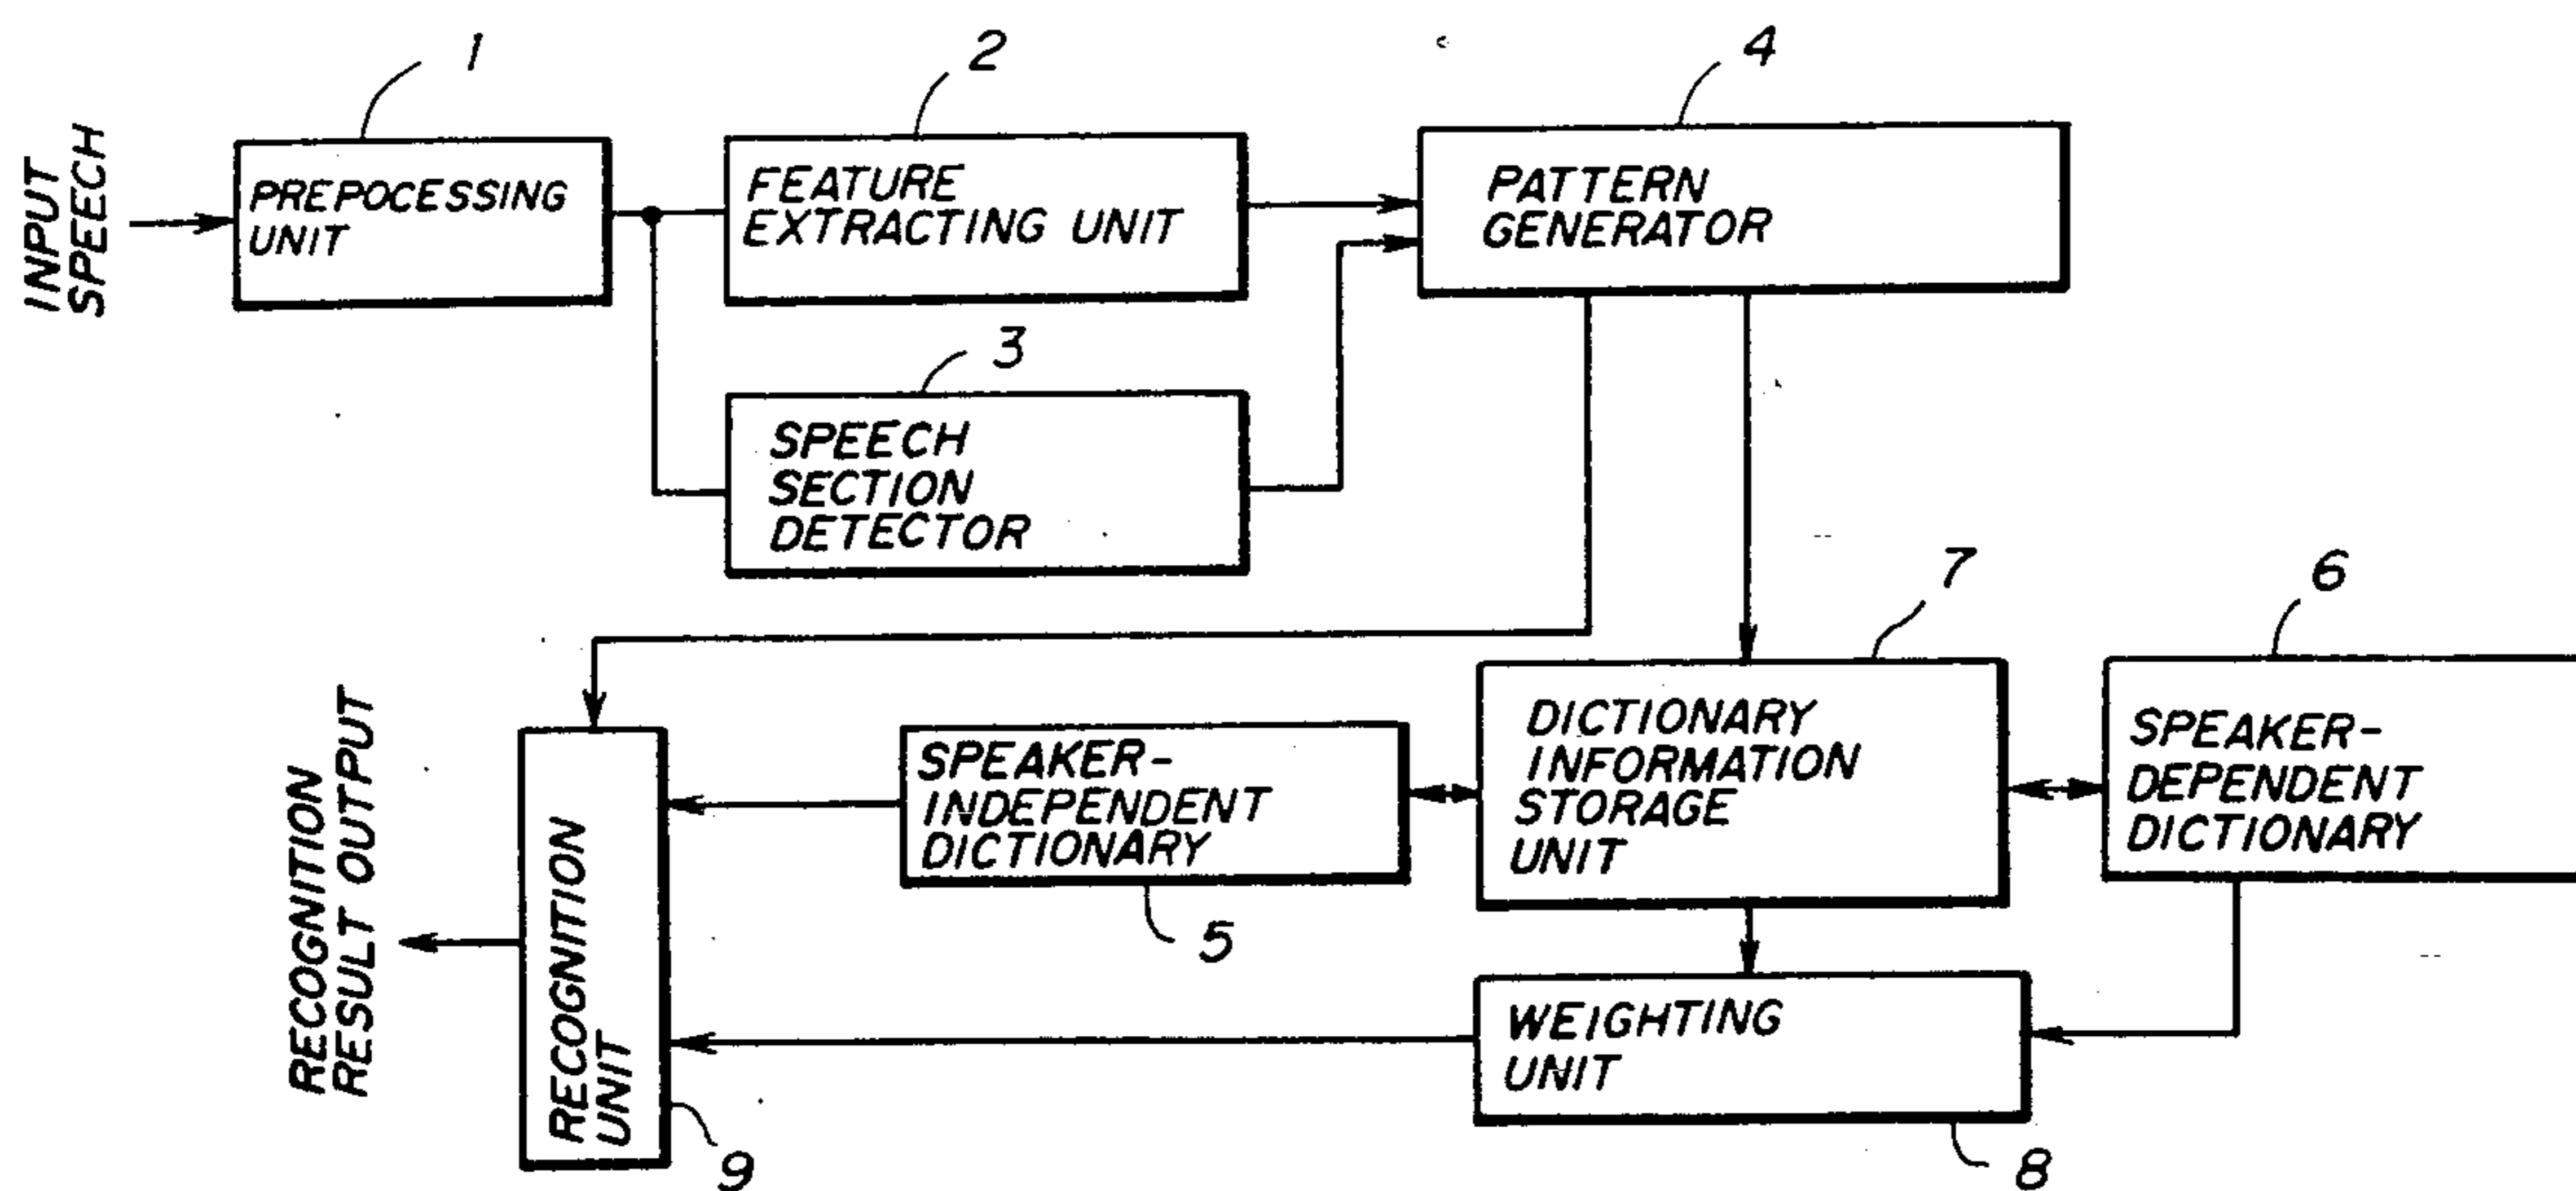 1
2
4
INPUT
SPEECH
PREPOCESSING
UNIT
FEATURE
EXTRACTING UNIT
PATTERN
GENERATOR
3
SPEECH
SECTION
DETECTOR
7
6
RECOGNITION
RESULT OUTPUT
RECOGNITION
UNIT
SPEAKER-
INDEPENDENT
DICTIONARY
DICTIONARY
INFORMATION
STORAGE
UNIT
SPEAKER-
DEPENDENT
DICTIONARY
5
WEIGHTING
UNIT
9
8